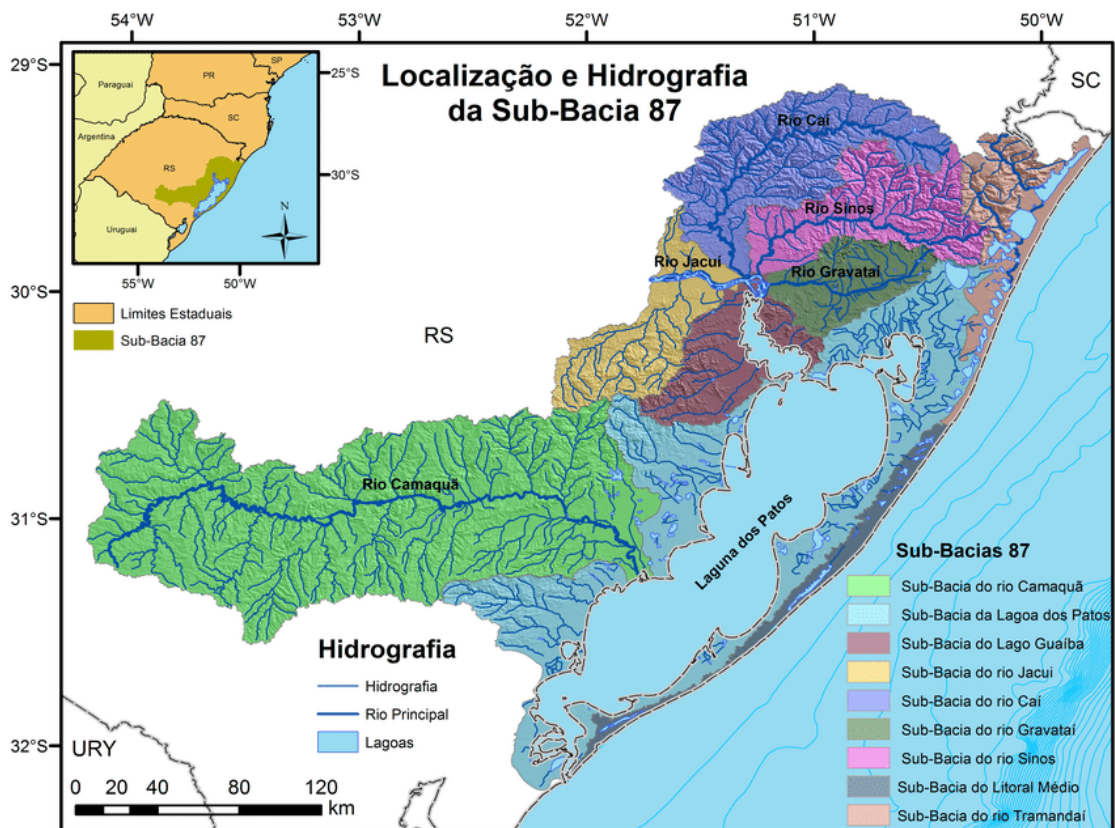 54°W 53°W 52°W 51°W 50°W
29°S
30°S
31°S
32°S
Localização e Hidrografia
da Sub-Bacia 87
SC
Paraguai
Argentina
Uruguai
SP
PR
SC
RS
N
25°S
30°S
55°W 50°W
Limites Estaduais
Sub-Bacia 87
RS
Rio Caí
Rio Sinos
Rio Jacuí
Rio Gravataí
Rio Camaquã
Laguna dos Patos
Hidrografia
Hidrografia
Rio Principal
Lagoas
URY
0 20 40 80 120
km
Sub-Bacias 87
Sub-Bacia do rio Camaquã
Sub-Bacia da Lagoa dos Patos
Sub-Bacia do Lago Guaíba
Sub-Bacia do rio Jacui
Sub-Bacia do rio Caí
Sub-Bacia do rio Gravataí
Sub-Bacia do rio Sinos
Sub-Bacia do Litoral Médio
Sub-Bacia do rio Tramandaí